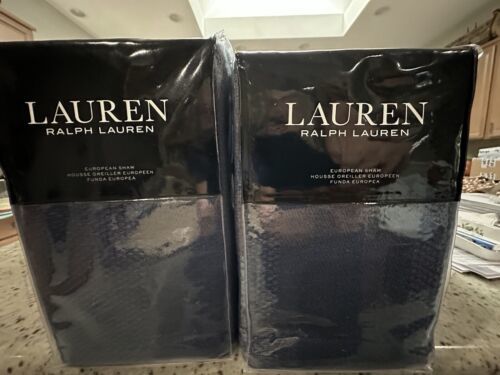 LAUREN
RALPH LAUREN
EUROPEAN SHAM
HOUSSE OREILLER EUROPEEN
FUNDA EUROPEA
LAUREN
RALPH LAUREN
EUROPEAN SHAM
HOUSSE OREILLER EUROPEEN
FUNDA EUROPEA